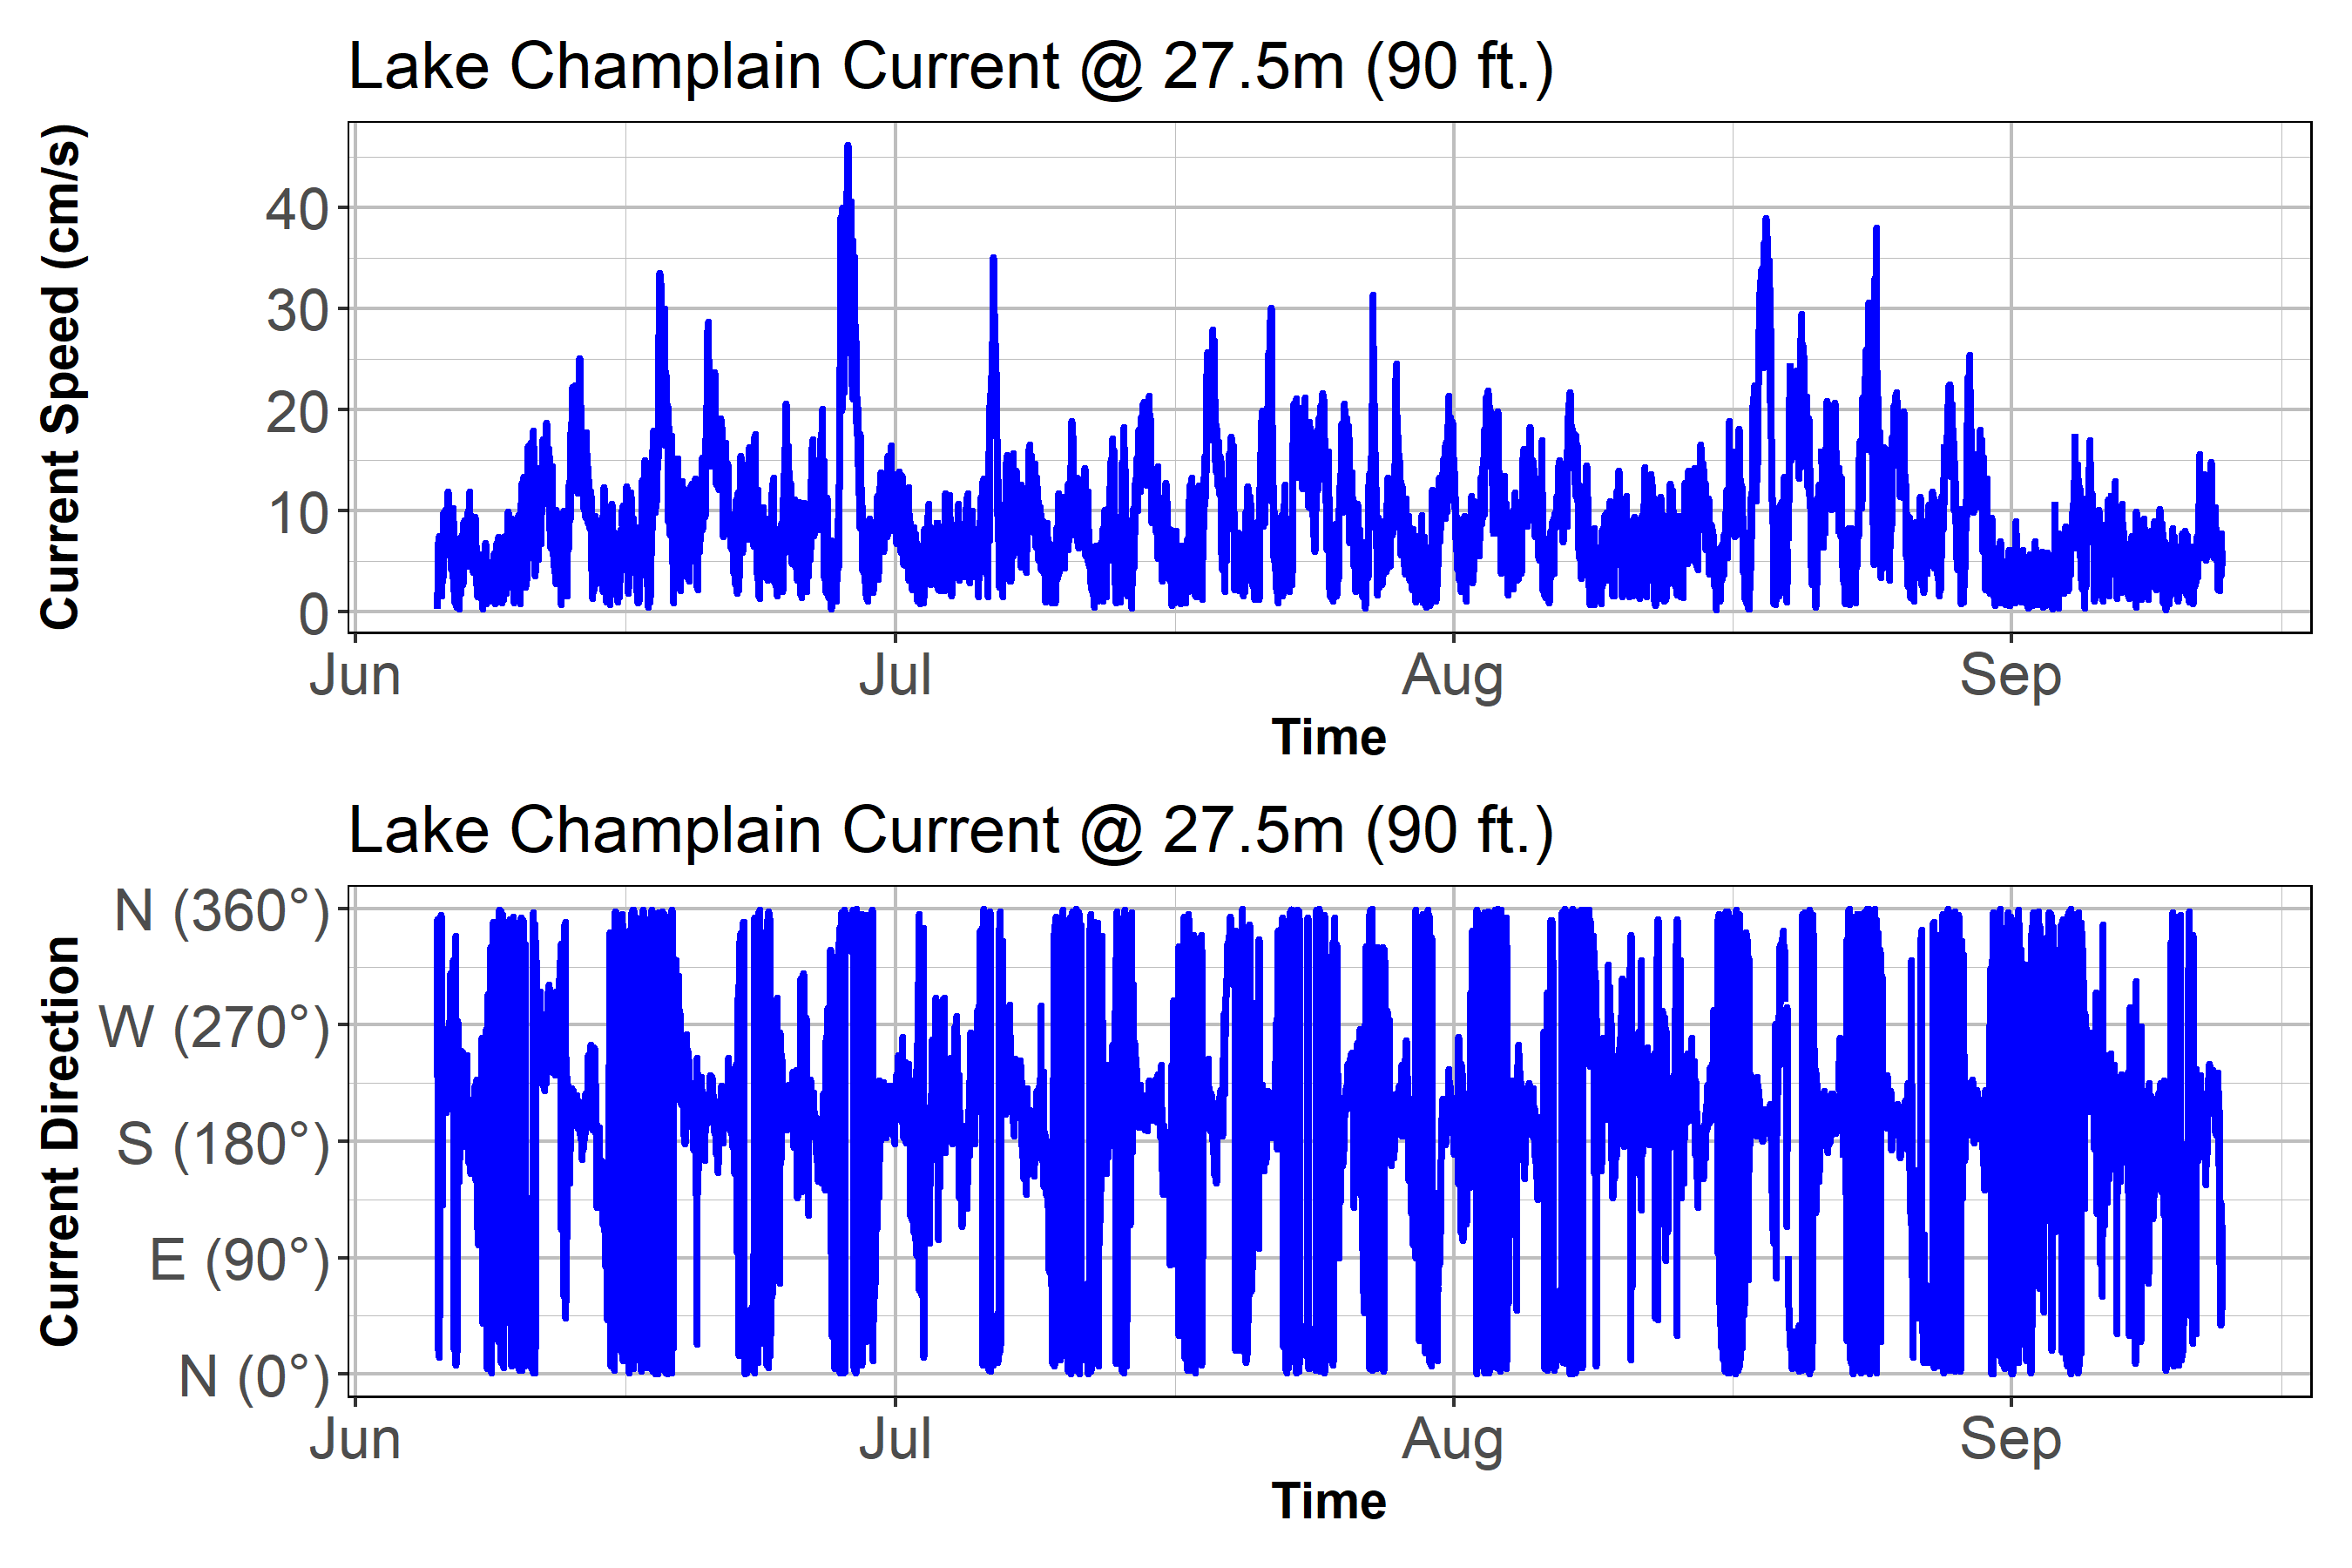 Lake Champlain Current @ 27.5m (90 ft.)
Current Speed (cm/s)
40
30
20
10
0
Jun Jul Aug Sep
Time
Lake Champlain Current @ 27.5m (90 ft.)
Current Direction
N (360°)
W (270°)
S (180°)
E (90°)
N (0°)
Jun Jul Aug Sep
Time